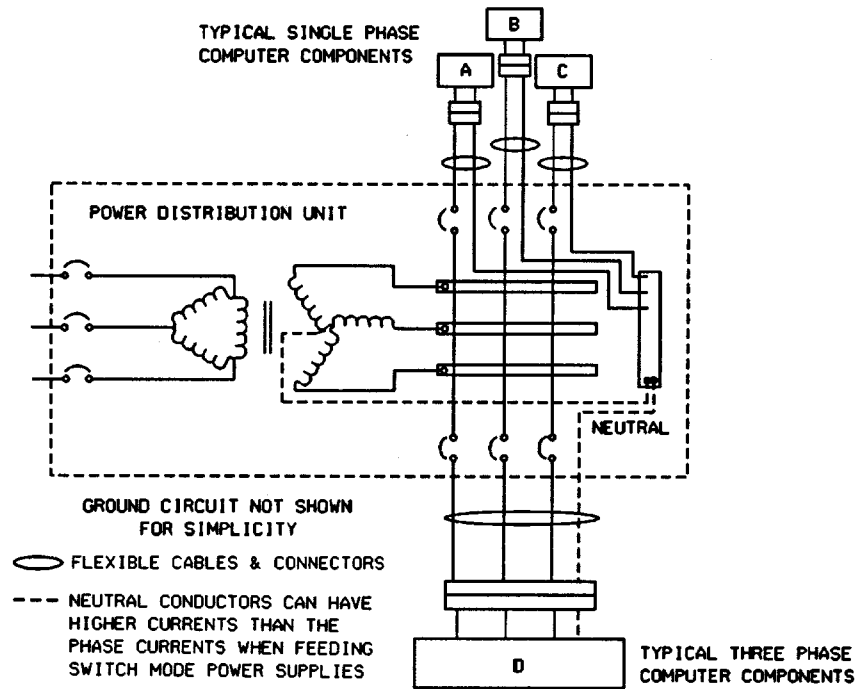 TYPICAL SINGLE PHASE
COMPUTER COMPONENTS
B
A
C
POWER DISTRIBUTION UNIT
NEUTRAL
GROUND CIRCUIT NOT SHOWN
FOR SIMPLICITY
FLEXIBLE CABLES & CONNECTORS
NEUTRAL CONDUCTORS CAN HAVE
HIGHER CURRENTS THAN THE
PHASE CURRENTS WHEN FEEDING
SWITCH MODE POWER SUPPLIES
D
TYPICAL THREE PHASE
COMPUTER COMPONENTS